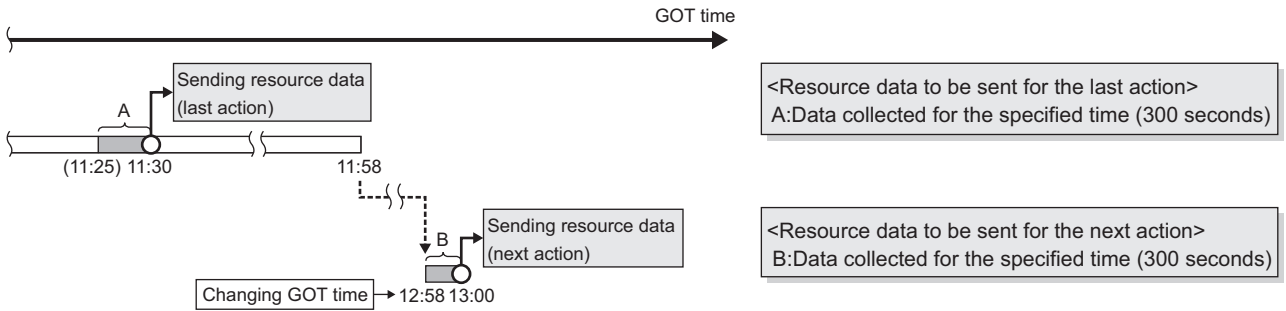 GOT time
Sending resource data
(last action)
A
(11:25) 11:30
11:58
<Resource data to be sent for the last action>
A:Data collected for the specified time (300 seconds)
Sending resource data
(next action)
B
Changing GOT time
12:58 13:00
<Resource data to be sent for the next action>
B:Data collected for the specified time (300 seconds)